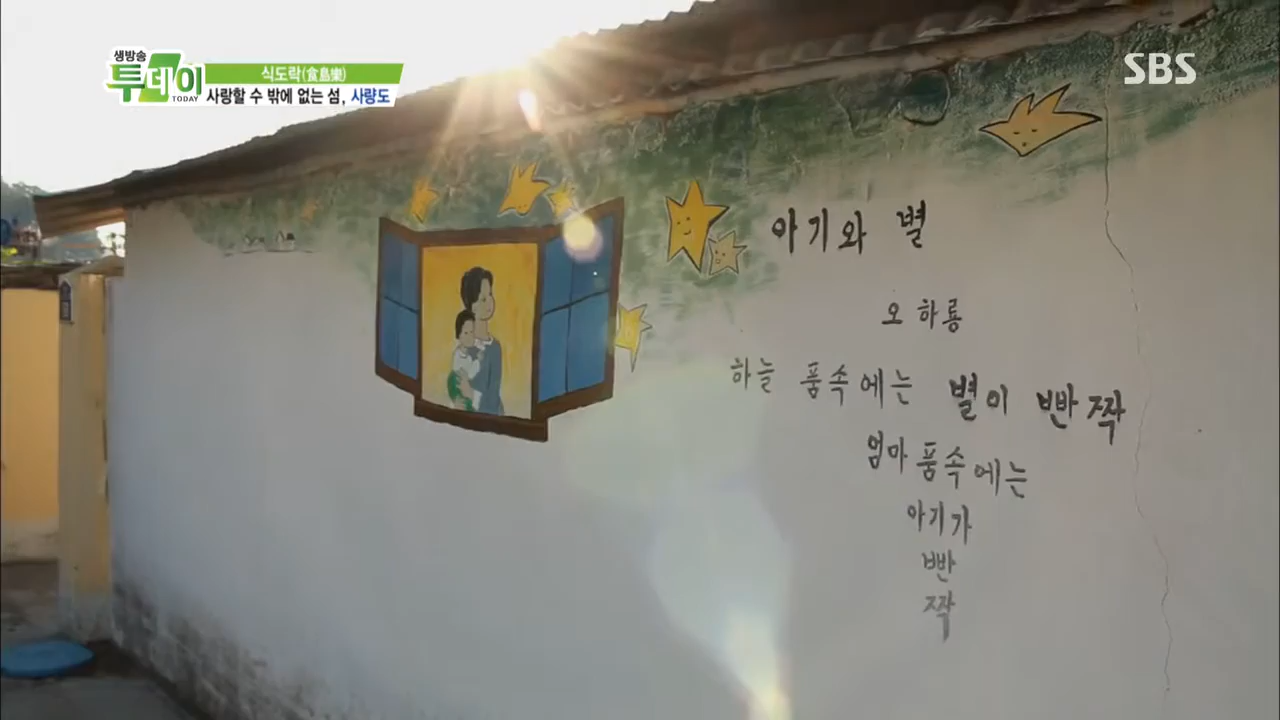 생방송
투데이
TODAY
식도락(食島樂)
사랑할 수 밖에 없는 섬, 사량도
SBS
아기와 별
오하룡
하늘 품속에는 별이 빤짝
엄마 품속에는
아기가
빤
짝